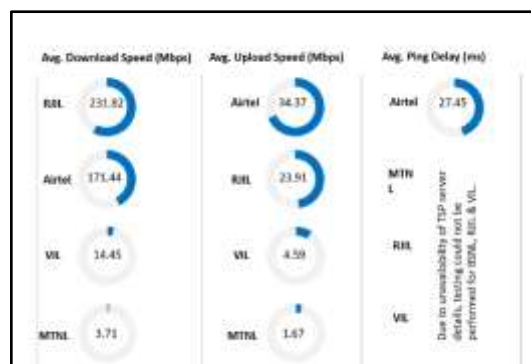 Avg. Download Speed (Mbps)
RJIL 231.82
Airtel 171.44
VIL 14.45
MTNL 3.71
Avg. Upload Speed (Mbps)
Airtel 34.37
RJIL 23.91
VIL 4.59
MTNL 1.67
Avg. Ping Delay (ms)
Airtel 27.45
MTN
L
RJIL
VIL
Due to unavailability of TSP server
details, testing could not be
performed for BSNL, RJIL & VIL.